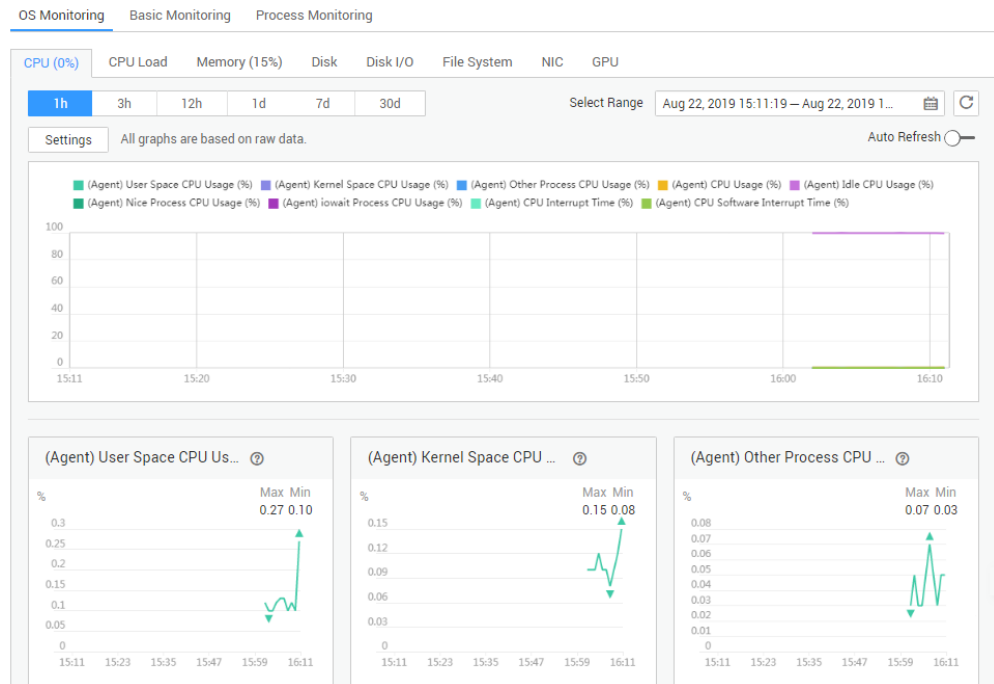 OS Monitoring Basic Monitoring Process Monitoring
CPU (0%) CPU Load Memory (15%) Disk Disk I/O File System NIC GPU
1h 3h 12h 1d 7d 30d Select Range Aug 22, 2019 15:11:19 — Aug 22, 2019 1...
Settings All graphs are based on raw data. Auto Refresh
(Agent) User Space CPU Usage (%) (Agent) Kernel Space CPU Usage (%) (Agent) Other Process CPU Usage (%) (Agent) CPU Usage (%) (Agent) Idle CPU Usage (%)
(Agent) Nice Process CPU Usage (%) (Agent) iowait Process CPU Usage (%) (Agent) CPU Interrupt Time (%) (Agent) CPU Software Interrupt Time (%)
100
80
60
40
20
0
15:11 15:20 15:30 15:40 15:50 16:00 16:10
(Agent) User Space CPU Us... ?
%
Max Min
0.27 0.10
0.3
0.25
0.2
0.15
0.1
0.05
0
15:11 15:23 15:35 15:47 15:59 16:11
(Agent) Kernel Space CPU ... ?
%
Max Min
0.15 0.08
0.15
0.12
0.09
0.06
0.03
0
15:11 15:23 15:35 15:47 15:59 16:11
(Agent) Other Process CPU ... ?
%
Max Min
0.07 0.03
0.08
0.07
0.06
0.05
0.04
0.03
0.02
0.01
0
15:11 15:23 15:35 15:47 15:59 16:11